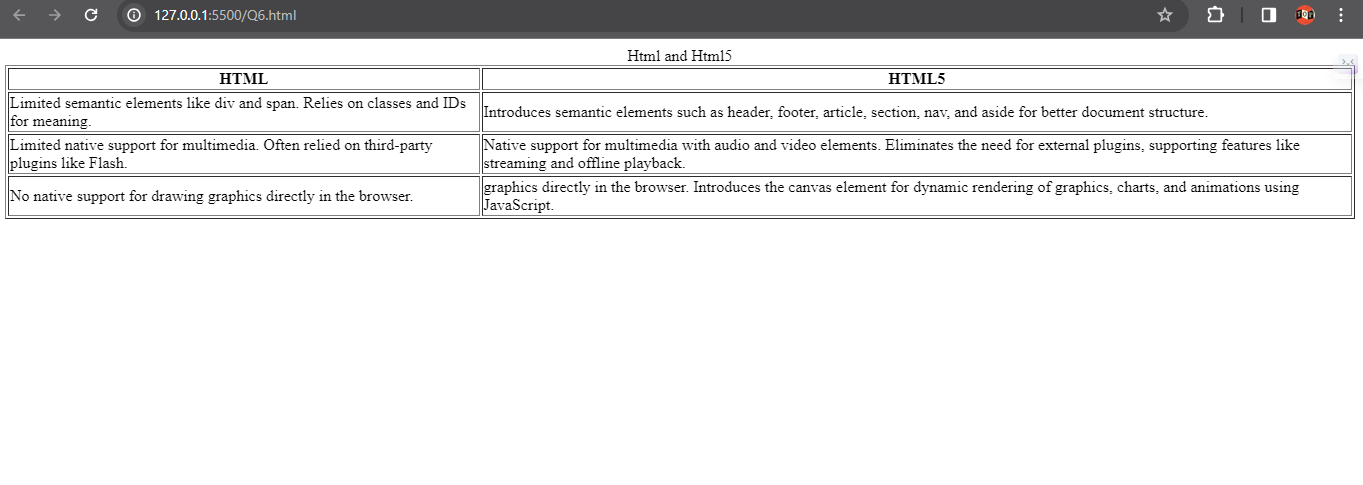 127.0.0.1:5500/Q6.html
Html and Html5
HTML
HTML5
Limited semantic elements like div and span. Relies on classes and IDs
for meaning.
Introduces semantic elements such as header, footer, article, section, nav, and aside for better document structure.
Limited native support for multimedia. Often relied on third-party
plugins like Flash.
Native support for multimedia with audio and video elements. Eliminates the need for external plugins, supporting features like
streaming and offline playback.
No native support for drawing graphics directly in the browser.
graphics directly in the browser. Introduces the canvas element for dynamic rendering of graphics, charts, and animations using
JavaScript.